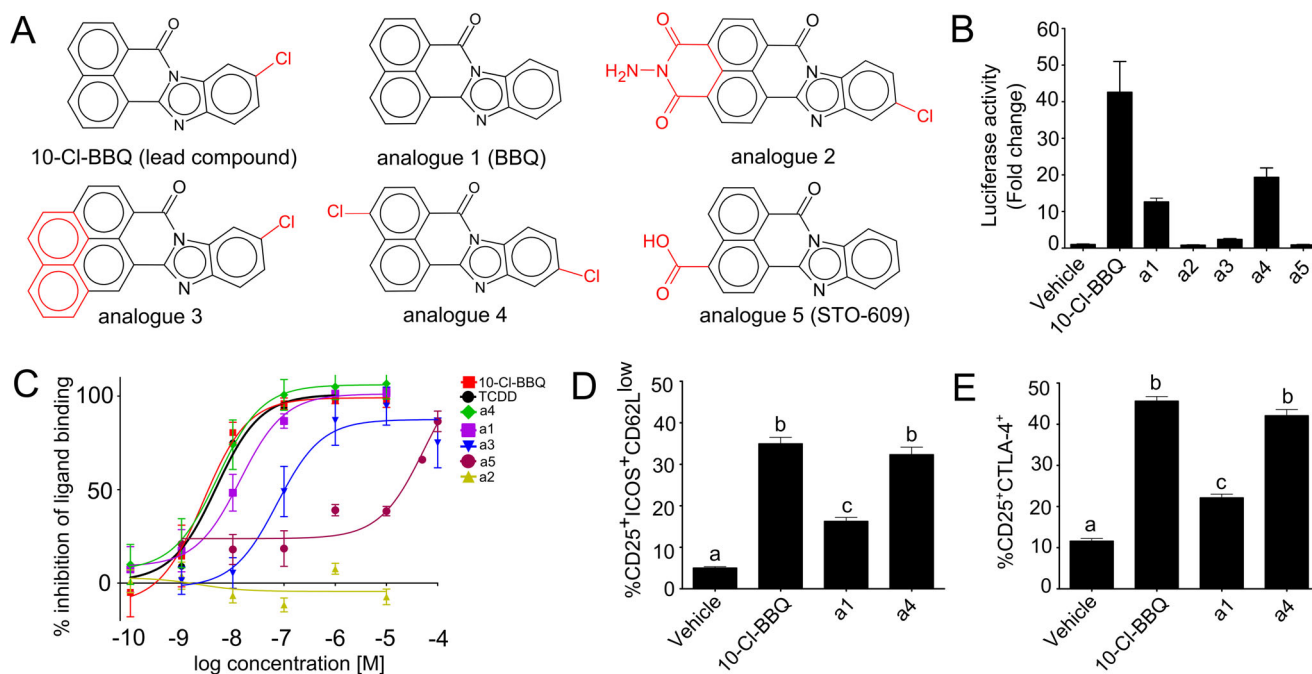 A
O
N
N
Cl
10-Cl-BBQ (lead compound)
O
N
N
analogue 1 (BBQ)
O
O
H₂N
N
O
N
N
Cl
analogue 2
O
N
N
Cl
analogue 3
Cl
O
N
N
Cl
analogue 4
HO
O
O
N
N
analogue 5 (STO-609)
B
Luciferase activity
(Fold change)
60
50
40
30
20
10
0
Vehicle
10-Cl-BBQ
a1
a2
a3
a4
a5
C
% inhibition of ligand binding
100
50
0
-10
-9
-8
-7
-6
-5
-4
log concentration [M]
10-Cl-BBQ
TCDD
a4
a1
a3
a5
a2
D
%CD25⁺ICOS⁺CD62Lˡᵒʷ
50
40
30
20
10
0
a
b
c
b
Vehicle
10-Cl-BBQ
a1
a4
E
%CD25⁺CTLA-4⁺
50
40
30
20
10
0
a
b
c
b
Vehicle
10-Cl-BBQ
a1
a4